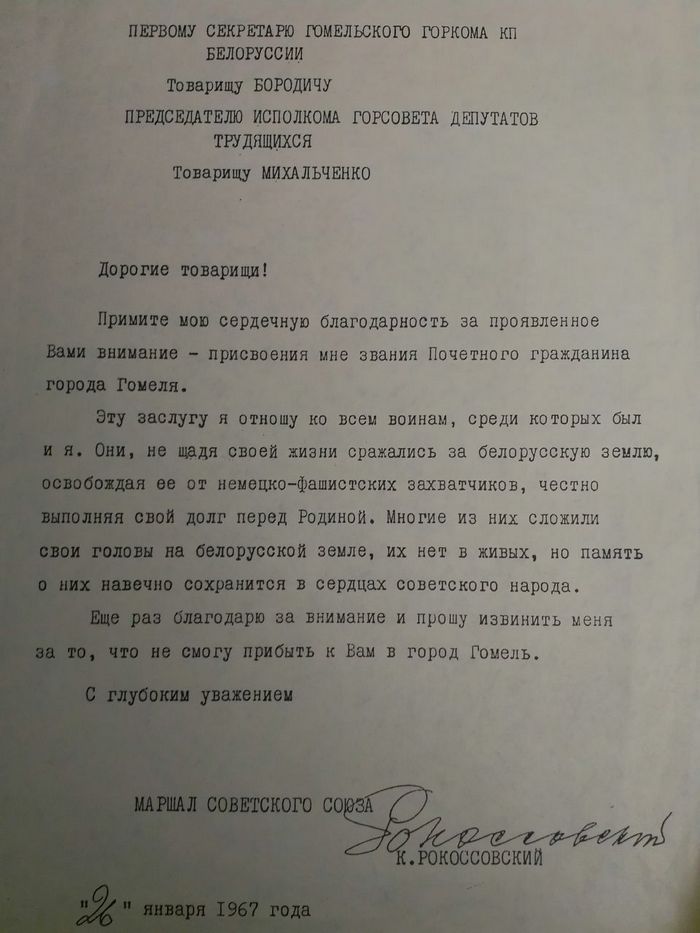 ПЕРВОМУ СЕКРЕТАРЮ ГОМЕЛЬСКОГО ГОРКОМА КП
БЕЛОРУССИИ
Товарищу БОРОДИЧУ
ПРЕДСЕДАТЕЛЮ ИСПОЛКОМА ГОРСОВЕТА ДЕПУТАТОВ
ТРУДЯЩИХСЯ
Товарищу МИХАЛЬЧЕНКО
Дорогие товарищи!
Примите мою сердечную благодарность за проявленное
Вами внимание - присвоения мне звания Почетного гражданина
города Гомеля.
Эту заслугу я отношу ко всем воинам, среди которых был
и я. Они, не щадя своей жизни сражались за белорусскую землю,
освобождая ее от немецко-фашистских захватчиков, честно
выполняя свой долг перед Родиной. Многие из них сложили
свои головы на белорусской земле, их нет в живых, но память
о них навечно сохранится в сердцах советского народа.
Еще раз благодарю за внимание и прошу извинить меня
за то, что не смогу прибыть к Вам в город Гомель.
С глубоким уважением
МАРШАЛ СОВЕТСКОГО СОЮЗА
Рокоссовский
К.РОКОССОВСКИЙ
"26" января 1967 года